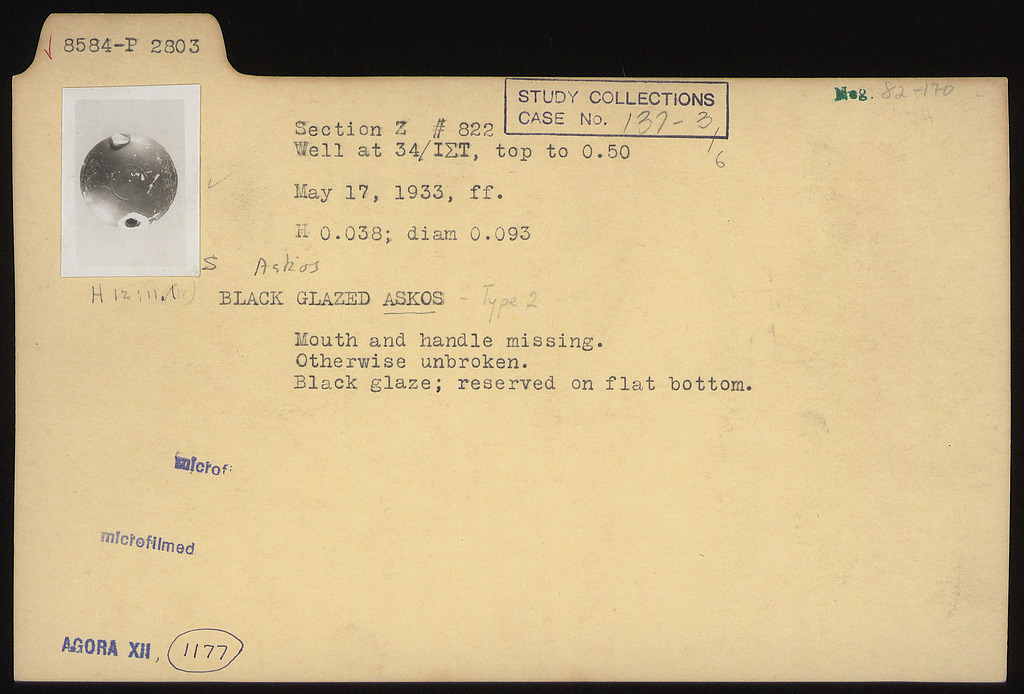 8584-P 2803
STUDY COLLECTIONS
CASE No. 137-3/6
Neg. 82-170
Section Z # 822
Well at 34/ΙΣΤ, top to 0.50
May 17, 1933, ff.
H 0.038; diam 0.093
S Askos
H 12:11
BLACK GLAZED ASKOS - Type 2
Mouth and handle missing.
Otherwise unbroken.
Black glaze; reserved on flat bottom.
microf
microfilmed
AGORA XII, 1177